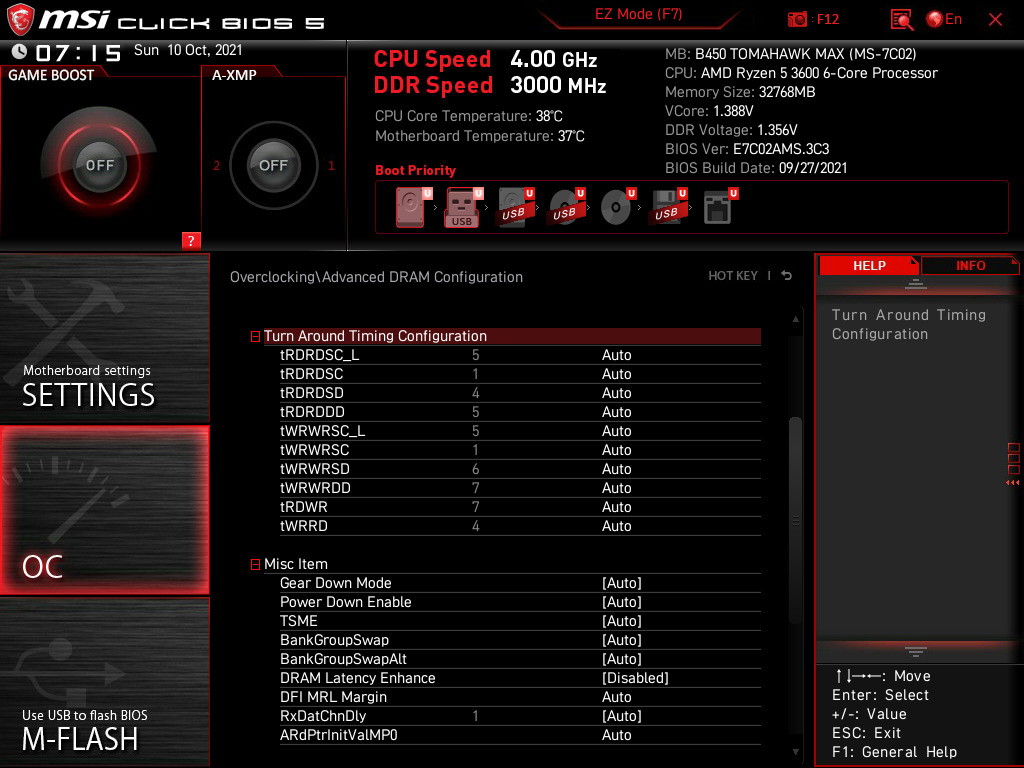 msi CLICK BIOS 5
EZ Mode (F7)
: F12
En
07:15 Sun 10 Oct, 2021
GAME BOOST
OFF
?
A-XMP
2 OFF 1
CPU Speed 4.00 GHz
DDR Speed 3000 MHz
CPU Core Temperature: 38°C
Motherboard Temperature: 37°C
MB: B450 TOMAHAWK MAX (MS-7C02)
CPU: AMD Ryzen 5 3600 6-Core Processor
Memory Size: 32768MB
VCore: 1.388V
DDR Voltage: 1.356V
BIOS Ver: E7C02AMS.3C3
BIOS Build Date: 09/27/2021
Boot Priority
U U U U U U U
USB USB USB USB
Motherboard settings
SETTINGS
OC
Use USB to flash BIOS
M-FLASH
Overclocking\Advanced DRAM Configuration
HOT KEY |
Turn Around Timing Configuration
tRDRDSC_L 5 Auto
tRDRDSC 1 Auto
tRDRDSD 4 Auto
tRDRDDD 5 Auto
tWRWRSC_L 5 Auto
tWRWRSC 1 Auto
tWRWRSD 6 Auto
tWRWRDD 7 Auto
tRDWR 7 Auto
tWRRD 4 Auto
Misc Item
Gear Down Mode [Auto]
Power Down Enable [Auto]
TSME [Auto]
BankGroupSwap [Auto]
BankGroupSwapAlt [Auto]
DRAM Latency Enhance [Disabled]
DFI MRL Margin Auto
RxDatChnDly 1 [Auto]
ARdPtrInitValMP0 Auto
HELP
INFO
Turn Around Timing
Configuration
↑↓→←: Move
Enter: Select
+/-: Value
ESC: Exit
F1: General Help